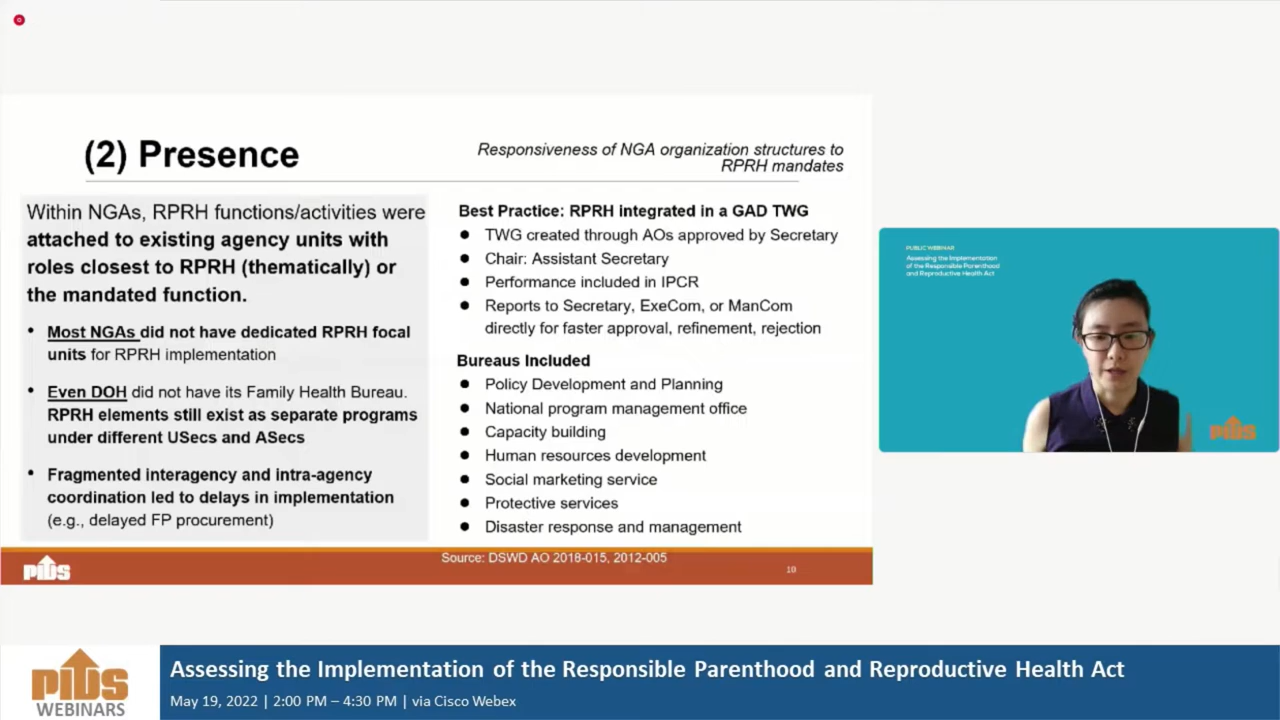 (2) Presence
Responsiveness of NGA organization structures to
RPRH mandates
Within NGAs, RPRH functions/activities were
attached to existing agency units with
roles closest to RPRH (thematically) or
the mandated function.
• Most NGAs did not have dedicated RPRH focal
units for RPRH implementation
• Even DOH did not have its Family Health Bureau.
RPRH elements still exist as separate programs
under different USecs and ASecs
• Fragmented interagency and intra-agency
coordination led to delays in implementation
(e.g., delayed FP procurement)
Best Practice: RPRH integrated in a GAD TWG
● TWG created through AOs approved by Secretary
● Chair: Assistant Secretary
● Performance included in IPCR
● Reports to Secretary, ExeCom, or ManCom
directly for faster approval, refinement, rejection
Bureaus Included
● Policy Development and Planning
● National program management office
● Capacity building
● Human resources development
● Social marketing service
● Protective services
● Disaster response and management
Source: DSWD AO 2018-015, 2012-005
PIDS
10
PUBLIC WEBINAR
Assessing the Implementation
of the Responsible Parenthood
and Reproductive Health Act
PIDS
PIDS
WEBINARS
Assessing the Implementation of the Responsible Parenthood and Reproductive Health Act
May 19, 2022 | 2:00 PM – 4:30 PM | via Cisco Webex